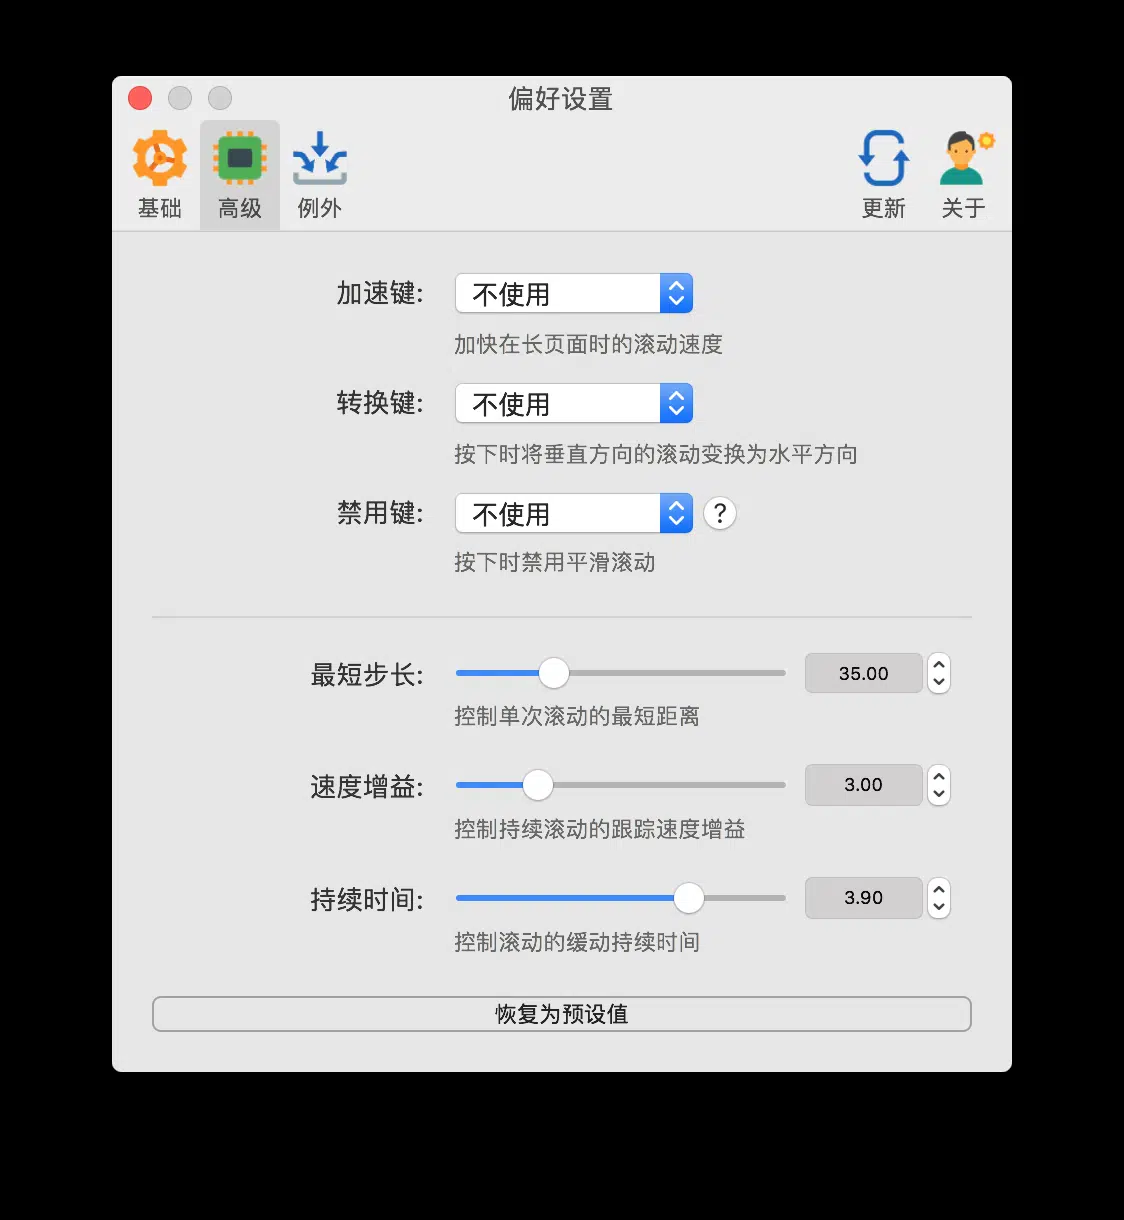 偏好设置
基础 高级 例外 更新 关于
加速键: 不使用
加快在长页面时的滚动速度
转换键: 不使用
按下时将垂直方向的滚动变换为水平方向
禁用键: 不使用 ?
按下时禁用平滑滚动
最短步长: 35.00
控制单次滚动的最短距离
速度增益: 3.00
控制持续滚动的跟踪速度增益
持续时间: 3.90
控制滚动的缓动持续时间
恢复为预设值